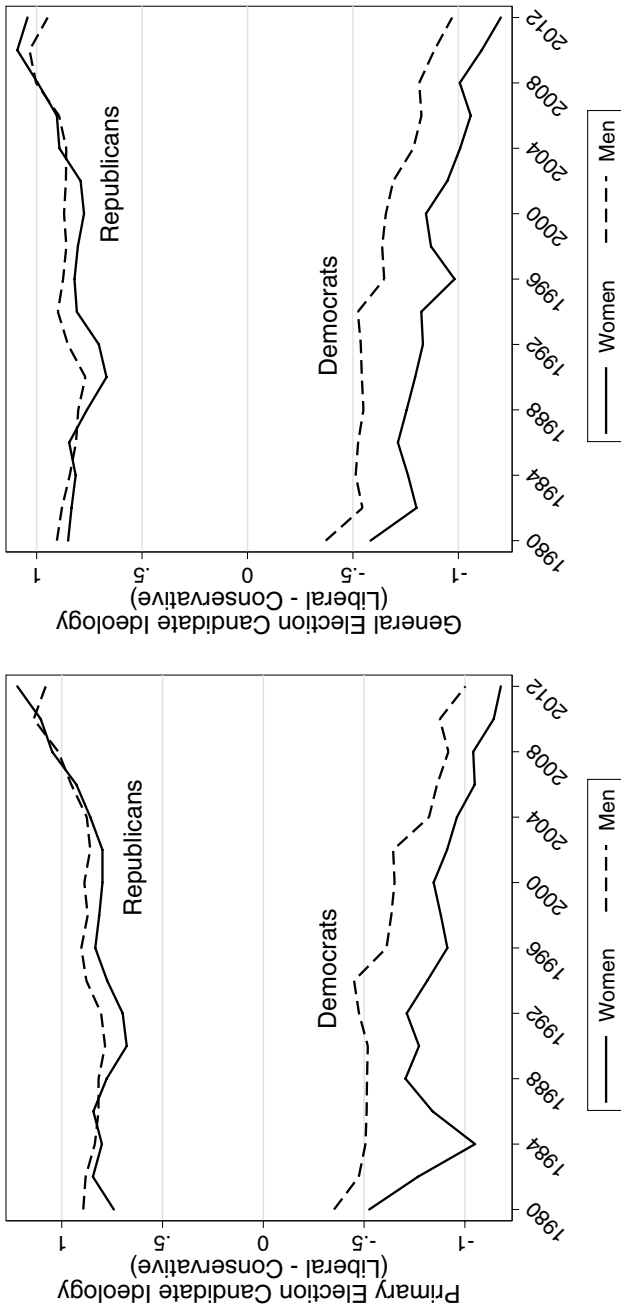 Primary Election Candidate Ideology
(Liberal - Conservative)
1
.5
0
-.5
-1
Republicans
Democrats
1980
1984
1988
1992
1996
2000
2004
2008
2012
Women
Men
General Election Candidate Ideology
(Liberal - Conservative)
1
.5
0
-.5
-1
Republicans
Democrats
1980
1984
1988
1992
1996
2000
2004
2008
2012
Women
Men